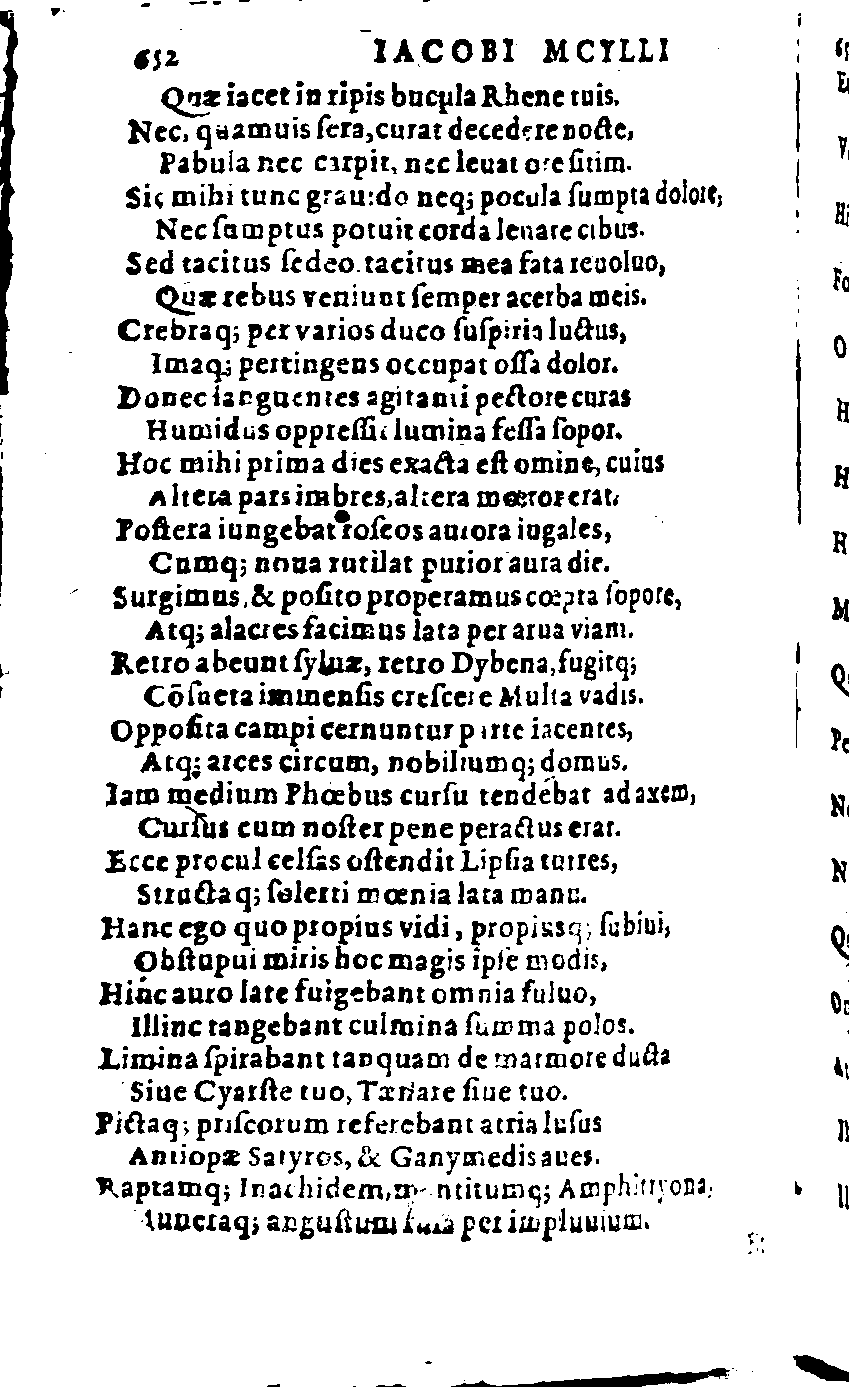 652 IACOBI MCYLLI
Quæ iacet in ripis bucula Rhene tuis.
Nec, quamuis ſera, curat decedere nocte,
Pabula nec carpit, nec leuat ore ſitim.
Sic mihi tunc grauido neq; pocula ſumpta dolore,
Nec ſumptus potuit corda leuare cibus.
Sed tacitus ſedeo, tacitus mea fata reuoluo,
Quæ rebus veniunt ſemper acerba meis.
Crebraq; per varios duco ſuſpiria luctus,
Imaq; pertingens occupat oſſa dolor.
Donec languentes agitanti pectore curas
Humidus oppreſſit lumina feſſa ſopor.
Hoc mihi prima dies exacta eſt omine, cuius
Altera pars imbres, altera mœror erat.
Poſtera iungebat roſeos aurora iugales,
Cumq; noua rutilat purior aura die.
Surgimus, & poſito properamus cœpta ſopore,
Atq; alacres facimus lata per arua viam.
Retro abeunt ſyluæ, retro Dybena, fugitq;
Cōſueta immenſis creſcere Multa vadis.
Oppoſita campi cernuntur parte iacentes,
Atq; arces circum, nobiliumq; domus.
Iam medium Phœbus curſu tendebat ad axem,
Curſus cum noſter pene peractus erat.
Ecce procul celſas oſtendit Lipſia turres,
Structaq; ſolerti mœnia lata manu.
Hanc ego quo propius vidi, propiusq; ſubiui,
Obſtupui miris hoc magis ipſe modis,
Hinc auro late fulgebant omnia fuluo,
Illinc tangebant culmina ſumma polos.
Limina ſpirabant tanquam de marmore ducta
Siue Cyarſte tuo, Tænare ſiue tuo.
Pictaq; priſcorum referebant atria luſus
Antiopæ Satyros, & Ganymedis aues.
Raptamq; Inachidem, mentitumq; Amphitryona,
angustum per impluuium.